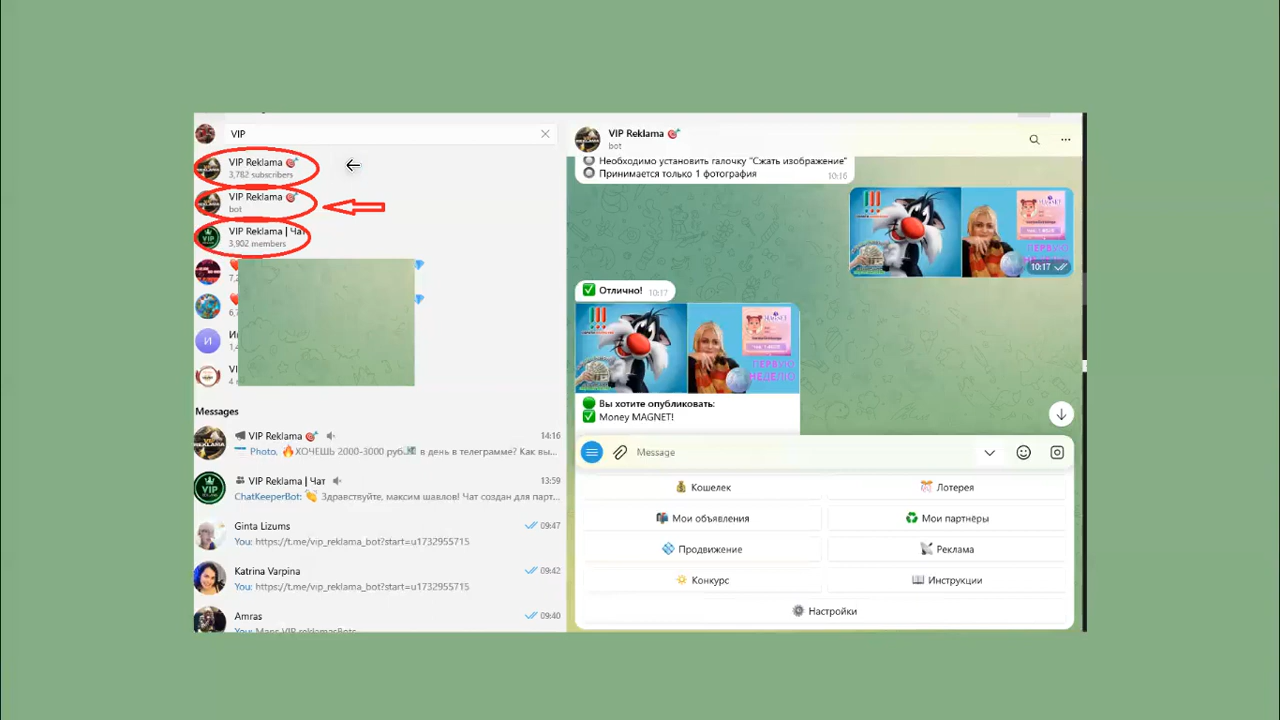 VIP
VIP Reklama 🎯
3,782 subscribers
VIP Reklama 🎯
bot
VIP Reklama | Чат
3,902 members
Messages
VIP Reklama 🎯
14:16
Photo, 🔥ХОЧЕШЬ 2000-3000 руб💵 в день в телеграмме? Как вы...
VIP Reklama | Чат
13:59
ChatKeeperBot: 👏 Здравствуйте, максим шавлов! Чат создан для парт...
Ginta Lizums
09:47
You: https://t.me/vip_reklama_bot?start=u1732955715
Katrina Varpina
09:42
You: https://t.me/vip_reklama_bot?start=u1732955715
Amras
09:40
VIP Reklama 🎯
bot
Необходимо установить галочку "Сжать изображение"
Принимается только 1 фотография
10:16
10:17
✅ Отлично! 10:17
MAGNET
ПЕРВУЮ
НЕДЕЛЮ
🟢 Вы хотите опубликовать:
✅ Money MAGNET!
Message
💰 Кошелек
🎊 Лотерея
📬 Мои объявления
♻️ Мои партнёры
💠 Продвижение
📡 Реклама
🔅 Конкурс
📖 Инструкции
⚙️ Настройки